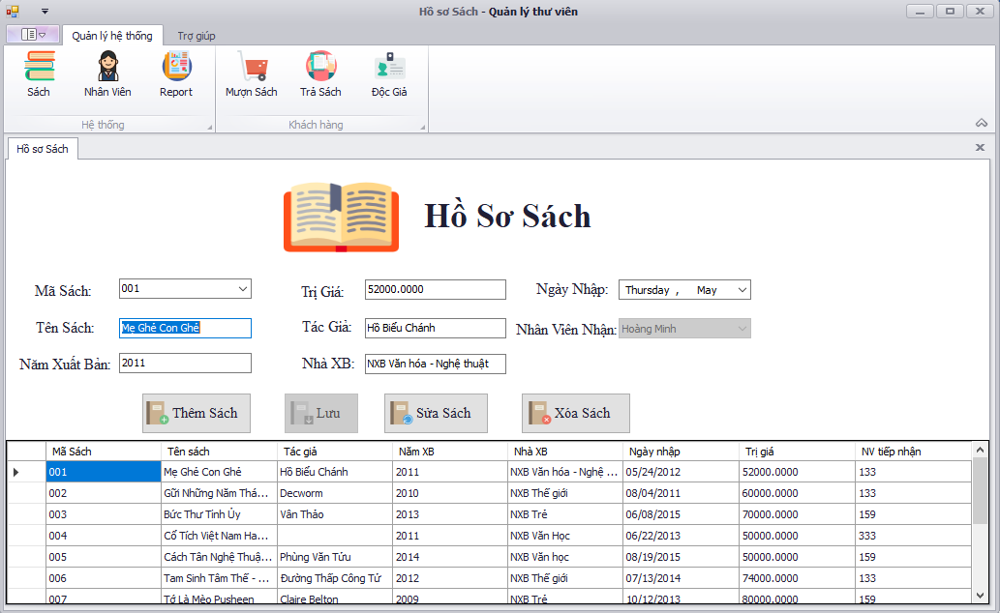 Hồ sơ Sách - Quản lý thư viên
Quản lý hệ thống Trợ giúp
Sách Nhân Viên Report Mượn Sách Trả Sách Độc Giả
Hệ thống Khách hàng
Hồ sơ Sách
Hồ Sơ Sách
Mã Sách: 001 Trị Giá: 52000.0000 Ngày Nhập: Thursday , May
Tên Sách: Mẹ Ghẻ Con Ghẻ Tác Giả: Hồ Biểu Chánh Nhân Viên Nhận: Hoàng Minh
Năm Xuất Bản: 2011 Nhà XB: NXB Văn hóa - Nghệ thuật
Thêm Sách Lưu Sửa Sách Xóa Sách
Mã Sách Tên sách Tác giả Năm XB Nhà XB Ngày nhập Trị giá NV tiếp nhận
001 Mẹ Ghẻ Con Ghẻ Hồ Biểu Chánh 2011 NXB Văn hóa - Nghệ ... 05/24/2012 52000.0000 133
002 Gữi Những Năm Thá... Decworm 2010 NXB Thế giới 08/04/2011 60000.0000 133
003 Bức Thư Tình Ủy Vân Thảo 2013 NXB Trẻ 06/08/2015 70000.0000 159
004 Cổ Tích Việt Nam Ha... 2011 NXB Văn Học 06/22/2013 50000.0000 333
005 Cách Tân Nghệ Thuậ... Phùng Văn Tửu 2014 NXB Văn học 08/19/2015 50000.0000 159
006 Tam Sinh Tâm Thế - ... Đường Thấp Công Tử 2012 NXB Thế giới 07/13/2014 74000.0000 133
007 Tớ Là Mèo Pusheen Claire Belton 2009 NXB Trẻ 10/12/2013 80000.0000 159